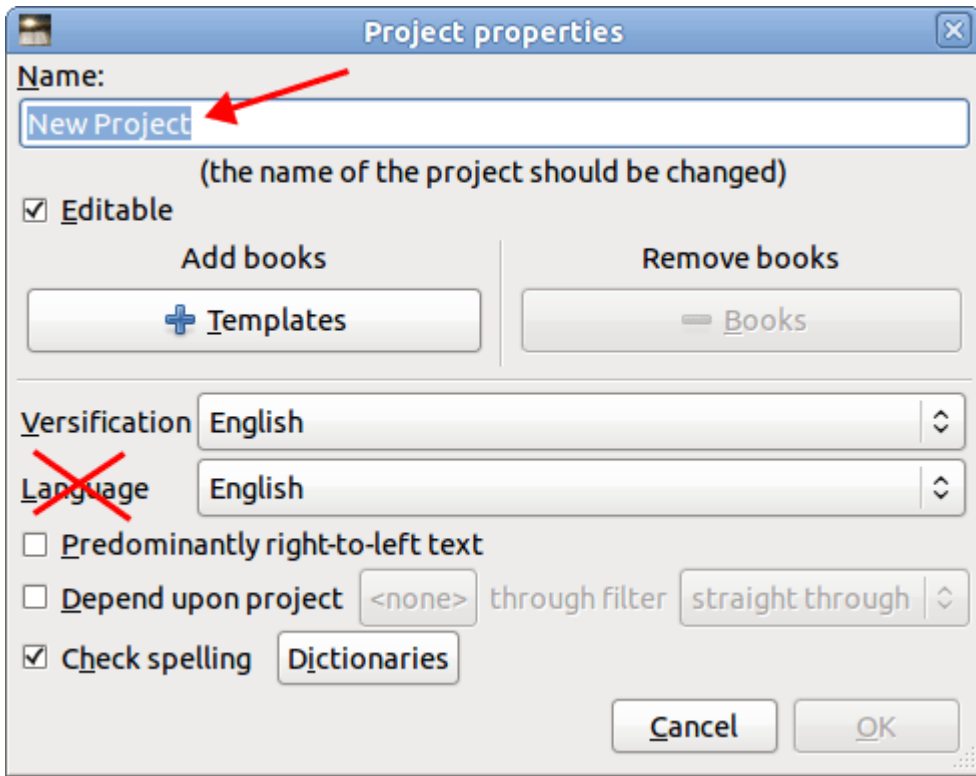 Project properties
Name:
New Project
(the name of the project should be changed)
Editable
Add books Remove books
Templates Books
Versification English
Language English
Predominantly right-to-left text
Depend upon project <none> through filter straight through
Check spelling Dictionaries
Cancel OK